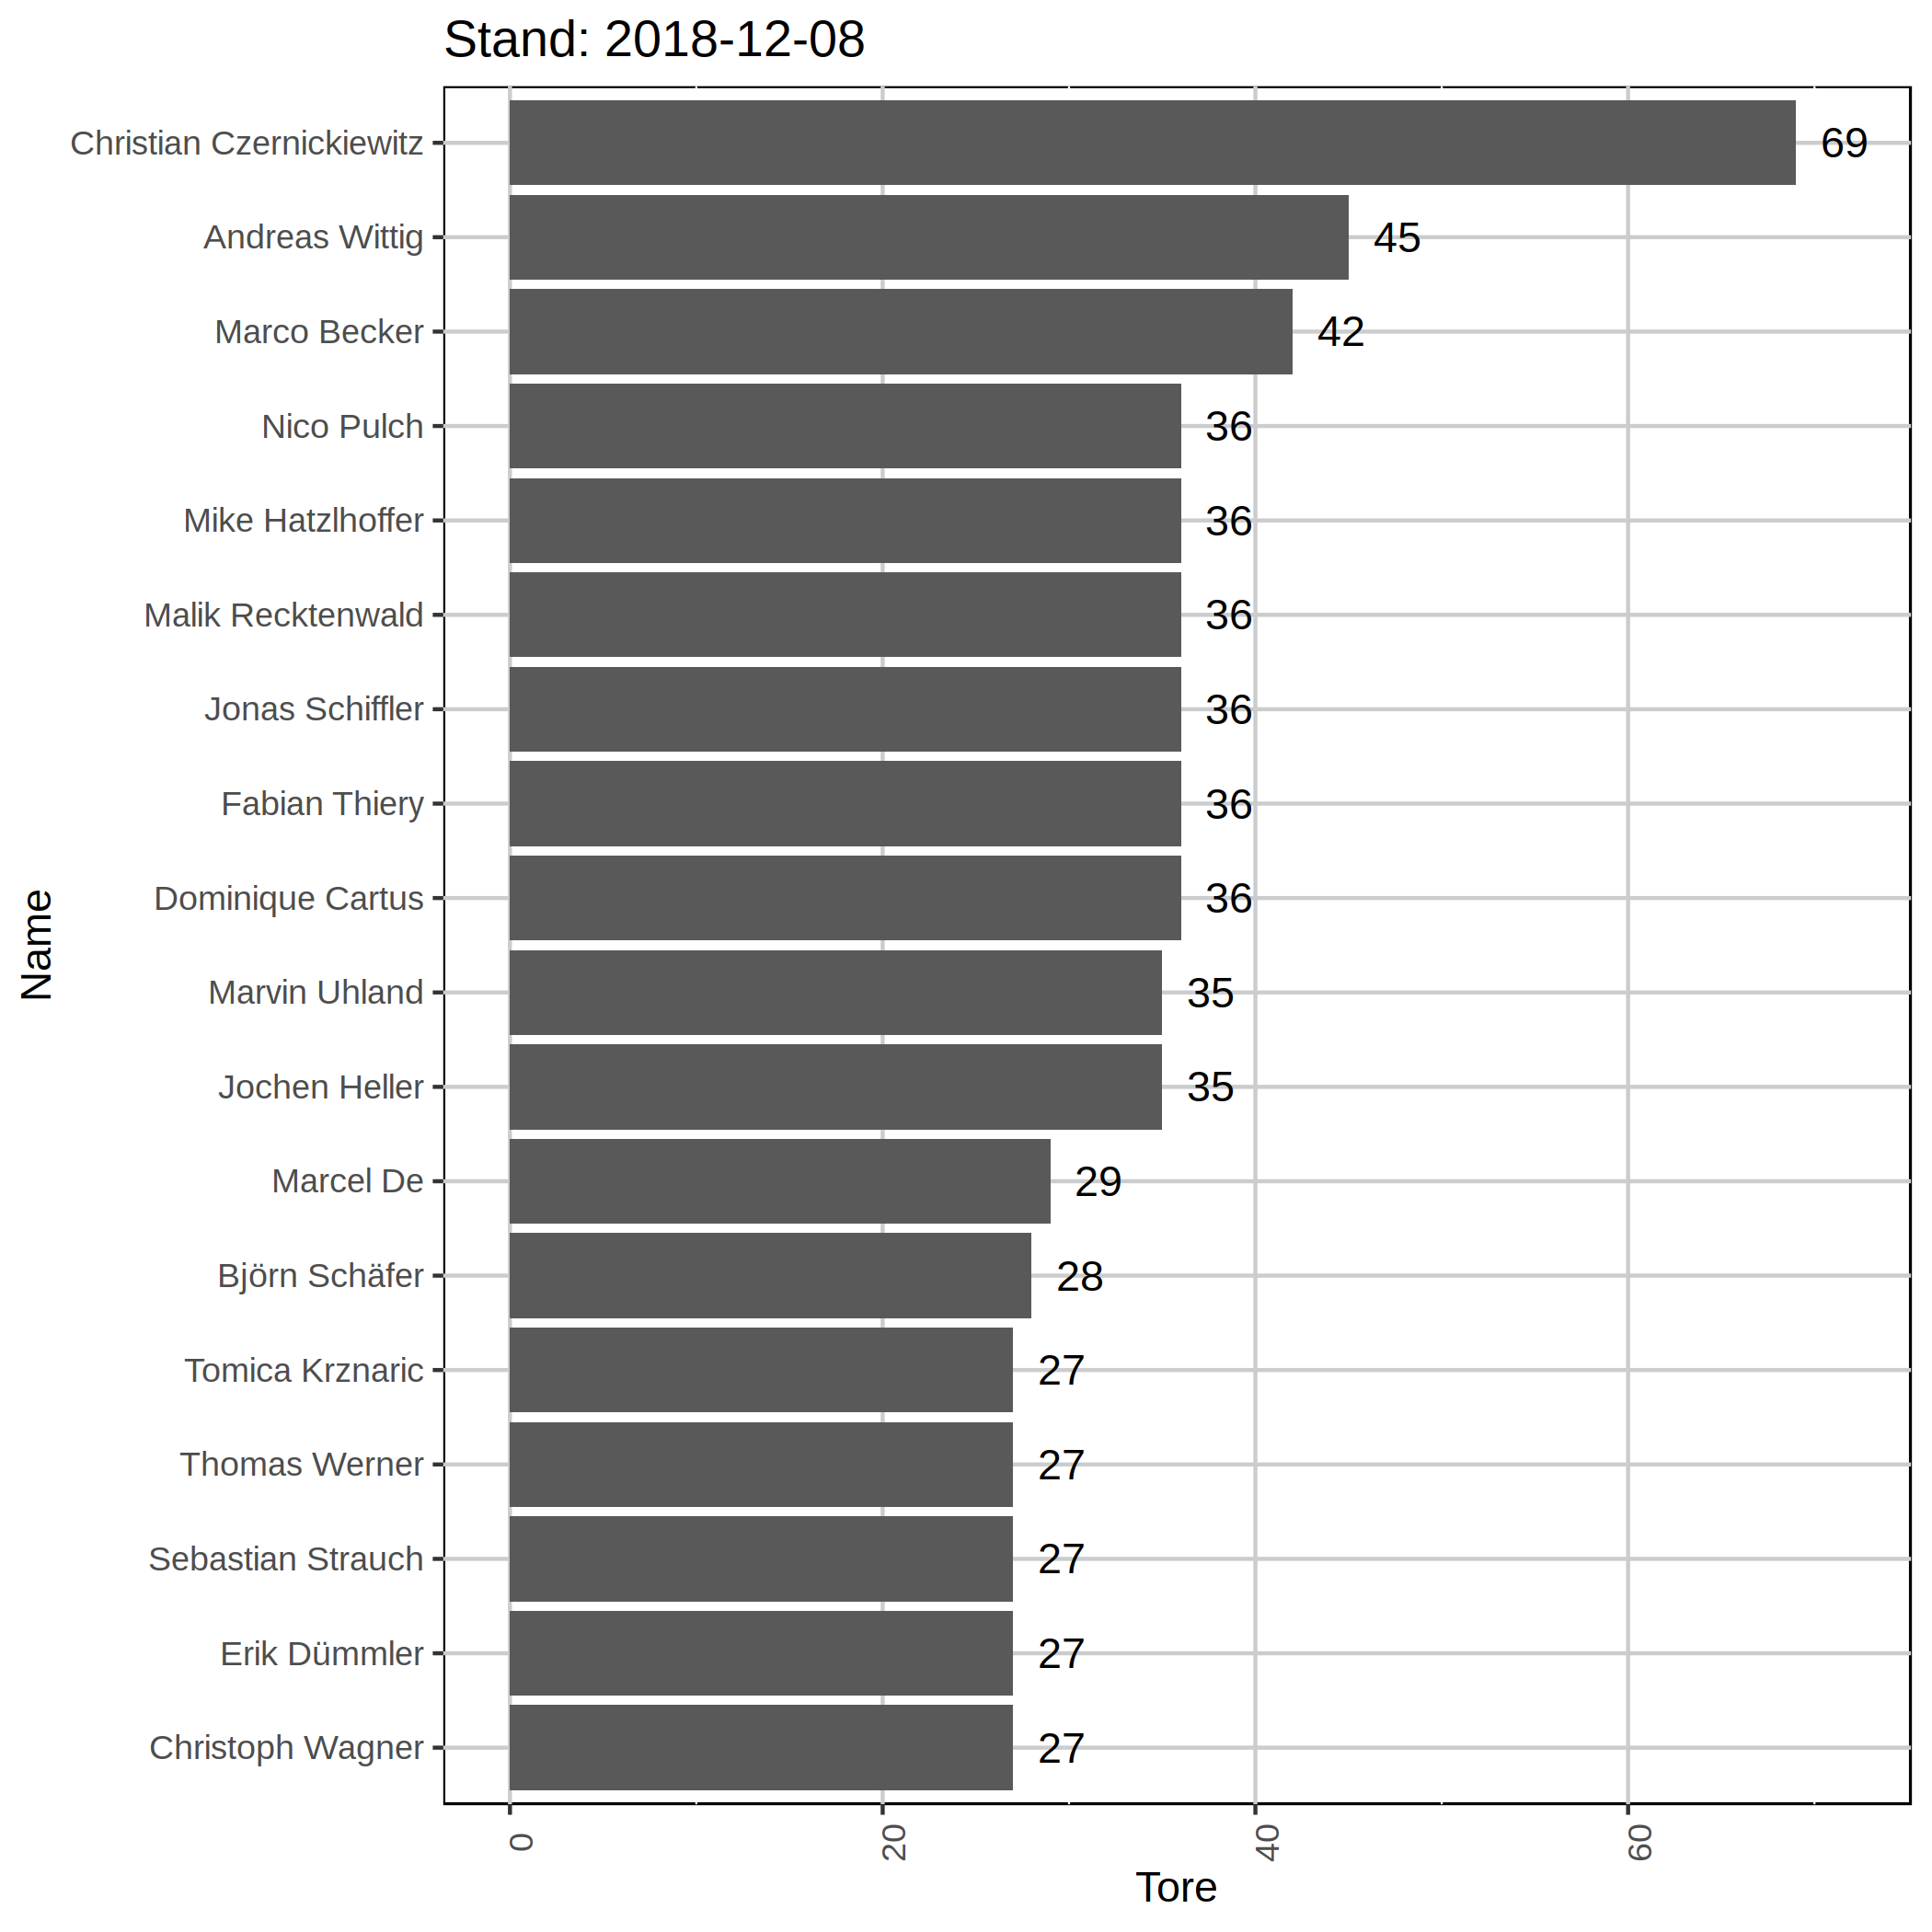 Stand: 2018-12-08
Christian Czernickiewitz 69
Andreas Wittig 45
Marco Becker 42
Nico Pulch 36
Mike Hatzlhoffer 36
Malik Recktenwald 36
Jonas Schiffler 36
Fabian Thiery 36
Dominique Cartus 36
Marvin Uhland 35
Jochen Heller 35
Marcel De 29
Björn Schäfer 28
Tomica Krznaric 27
Thomas Werner 27
Sebastian Strauch 27
Erik Dümmler 27
Christoph Wagner 27
Name
0 20 40 60
Tore